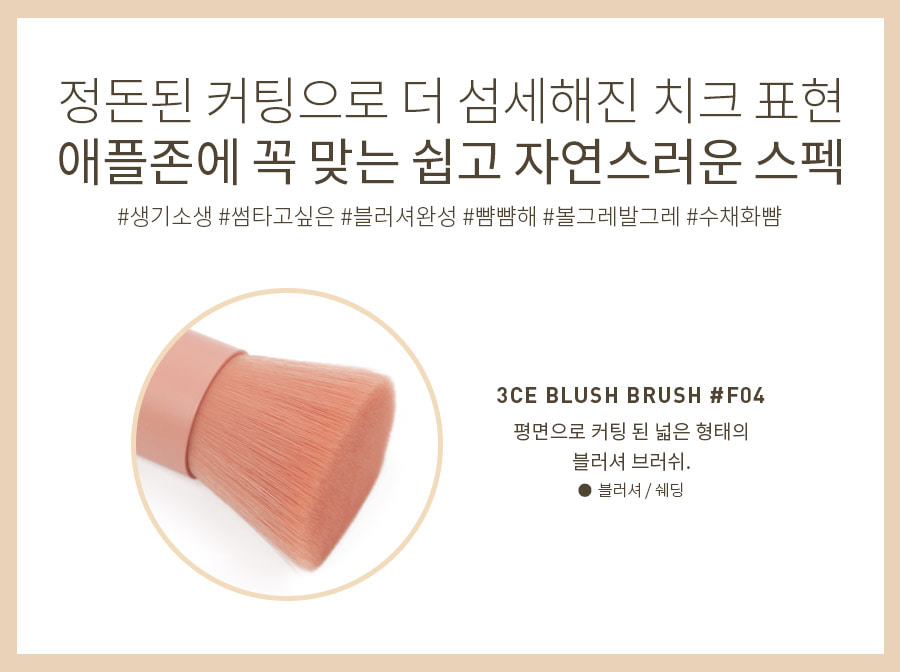 정돈된 커팅으로 더 섬세해진 치크 표현
애플존에 꼭 맞는 쉽고 자연스러운 스펙
#생기소생 #썸타고싶은 #블러셔완성 #뺨뺨해 #볼그레발그레 #수채화뺨
3CE BLUSH BRUSH #F04
평면으로 커팅 된 넓은 형태의
블러셔 브러쉬.
● 블러셔 / 쉐딩